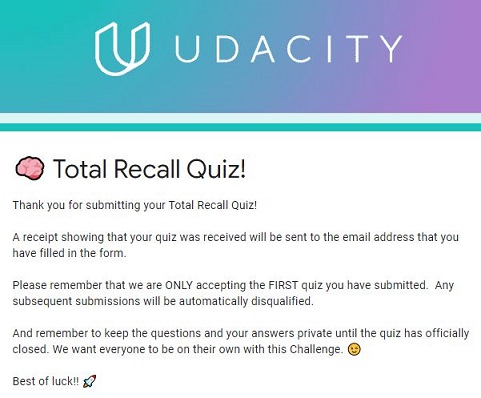 UDACITY
🧠 Total Recall Quiz!
Thank you for submitting your Total Recall Quiz!
A receipt showing that your quiz was received will be sent to the email address that you
have filled in the form.
Please remember that we are ONLY accepting the FIRST quiz you have submitted.  Any
subsequent submissions will be automatically disqualified.
And remember to keep the questions and your answers private until the quiz has officially
closed. We want everyone to be on their own with this Challenge. 😉
Best of luck!! 🚀